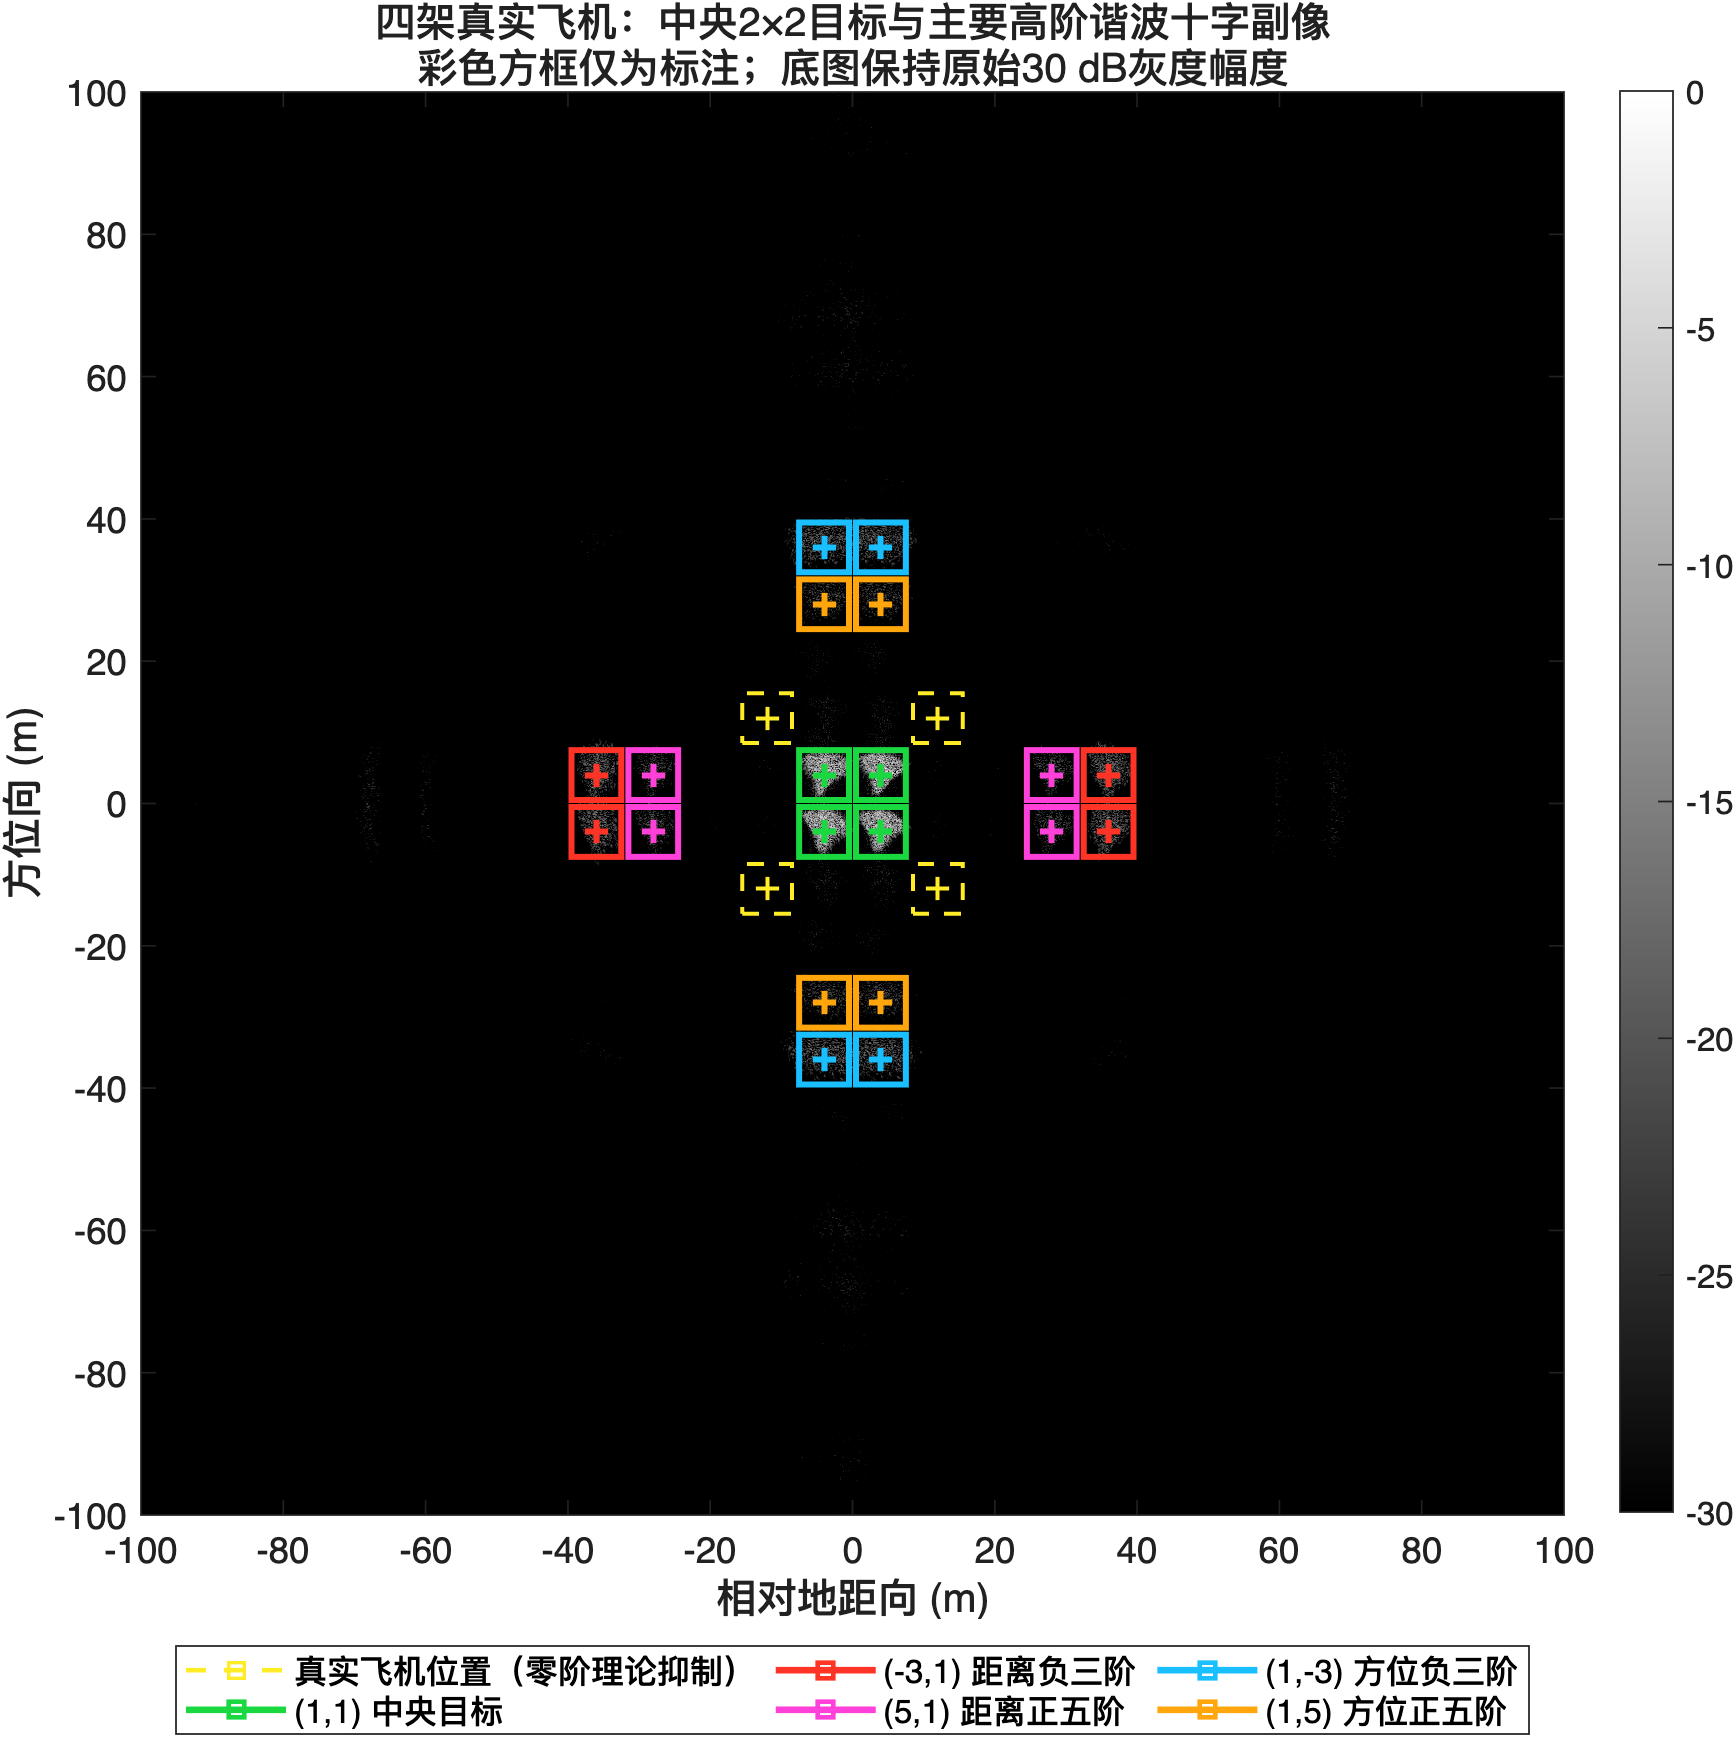 四架真实飞机：中央2×2目标与主要高阶谐波十字副像
彩色方框仅为标注；底图保持原始30 dB灰度幅度
100
80
60
40
20
0
-20
-40
-60
-80
-100
方位向 (m)
-100 -80 -60 -40 -20 0 20 40 60 80 100
相对地距向 (m)
0
-5
-10
-15
-20
-25
-30
真实飞机位置（零阶理论抑制） (-3,1) 距离负三阶 (1,-3) 方位负三阶
(1,1) 中央目标 (5,1) 距离正五阶 (1,5) 方位正五阶